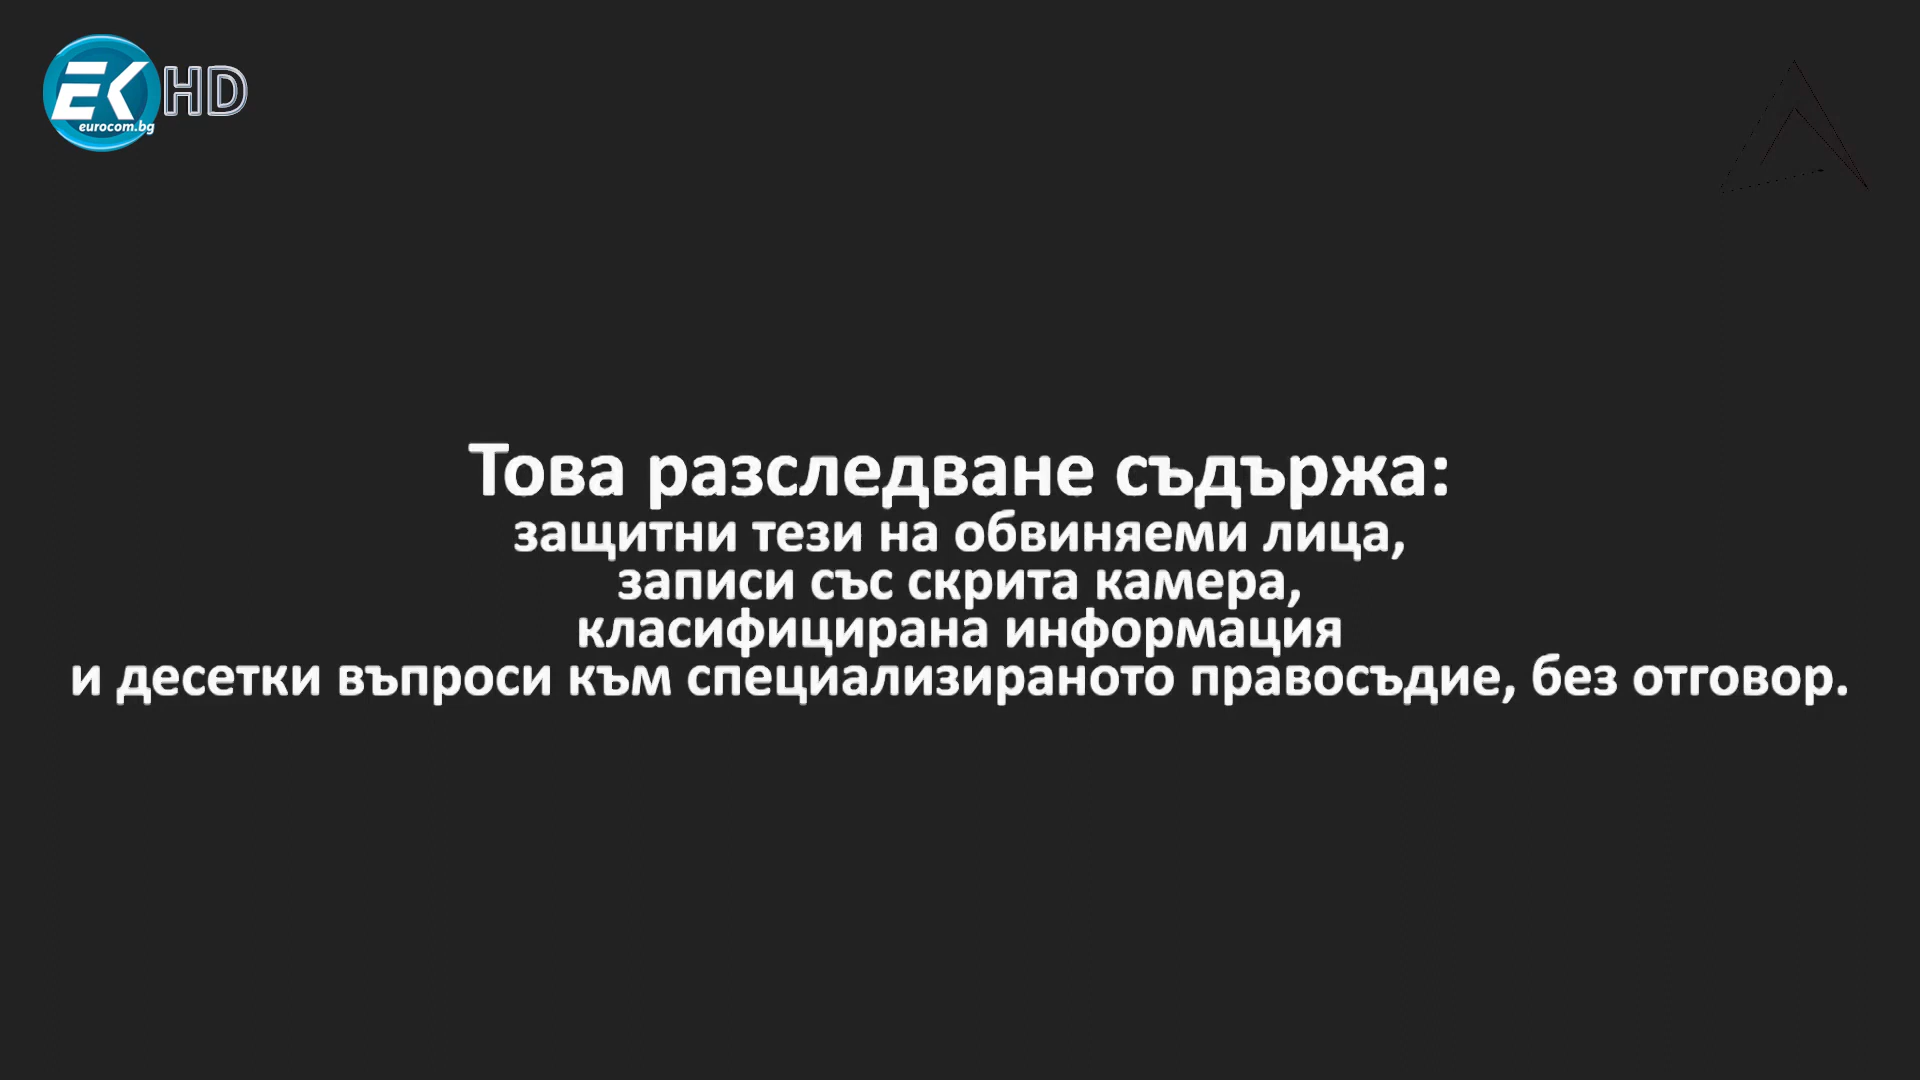 EK HD
eurocom.bg
Това разследване съдържа:
защитни тези на обвиняеми лица,
записи със скрита камера,
класифицирана информация
и десетки въпроси към специализираното правосъдие, без отговор.